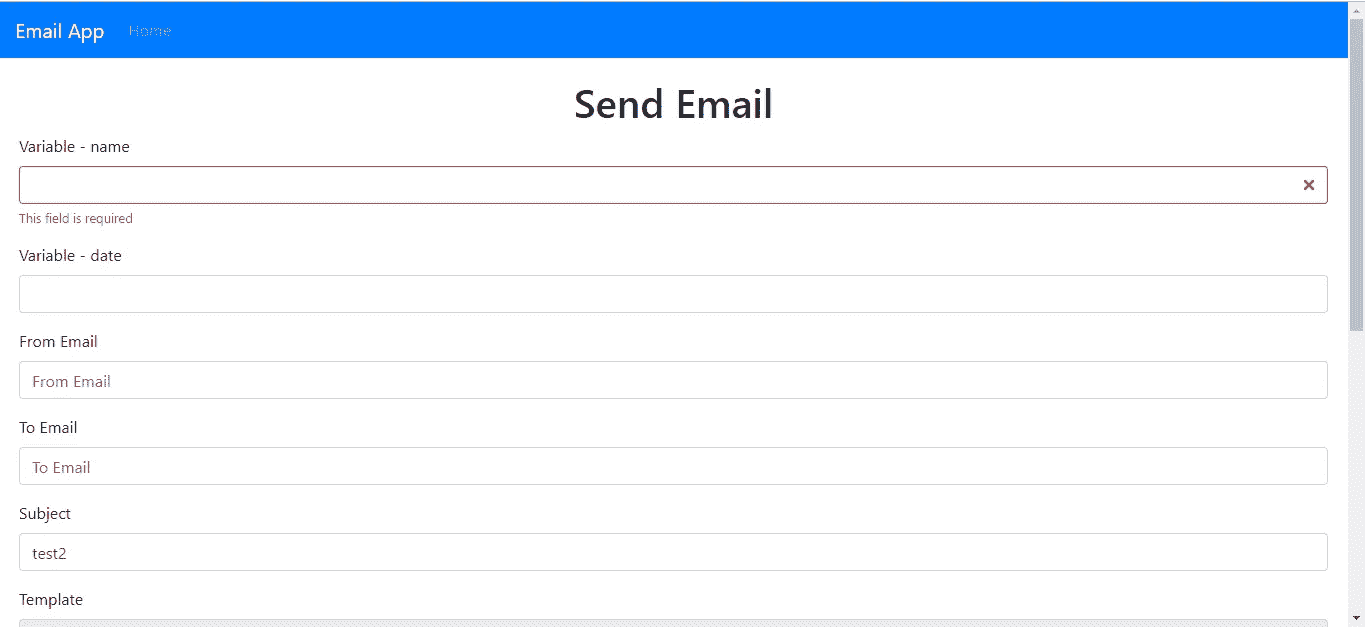 Email App Home
Send Email
Variable - name
This field is required
Variable - date
From Email
From Email
To Email
To Email
Subject
test2
Template